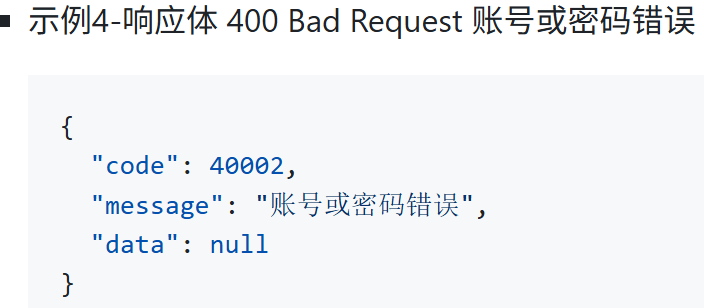 示例4-响应体 400 Bad Request 账号或密码错误
{
  "code": 40002,
  "message": "账号或密码错误",
  "data": null
}